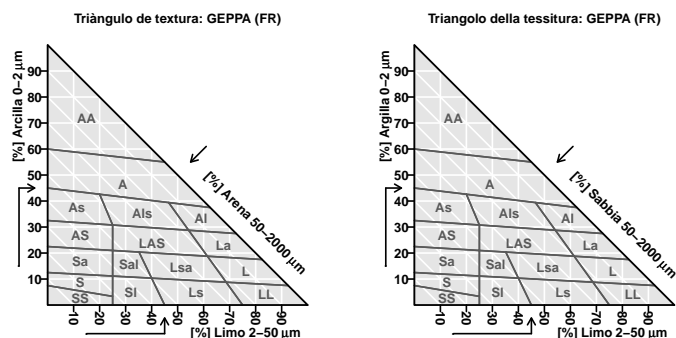 Triàngulo de textura: GEPPA (FR)
[%] Arcilla 0−2 µm
[%] Arena 50−2000 µm
[%] Limo 2−50 µm
90
80
70
60
50
40
30
20
10
10
20
30
40
50
60
70
80
90
AA
A
As
Als
Al
AS
LAS
La
Sa
Sal
Lsa
L
S
SS
Sl
Ls
LL
Triangolo della tessitura: GEPPA (FR)
[%] Argilla 0−2 µm
[%] Sabbia 50−2000 µm
[%] Limo 2−50 µm
90
80
70
60
50
40
30
20
10
10
20
30
40
50
60
70
80
90
AA
A
As
Als
Al
AS
LAS
La
Sa
Sal
Lsa
L
S
SS
Sl
Ls
LL